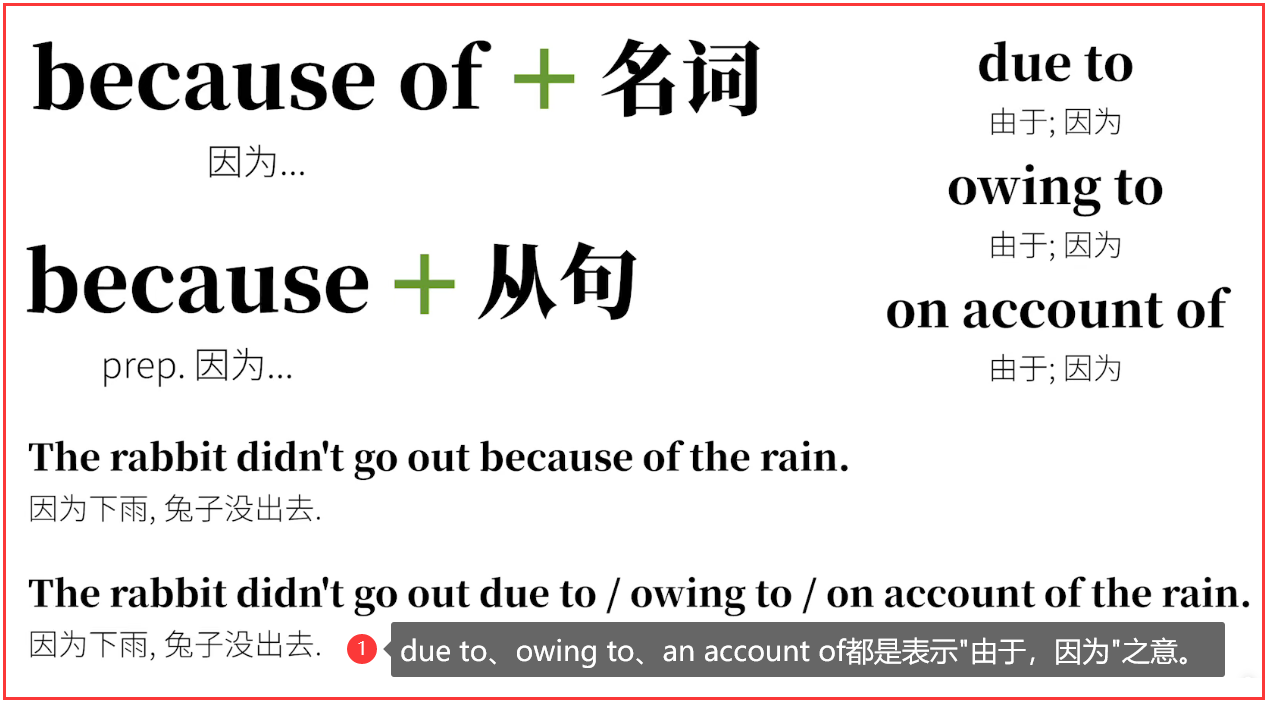 because of + 名词
因为...
because + 从句
prep. 因为...
due to
由于; 因为
owing to
由于; 因为
on account of
由于; 因为
The rabbit didn't go out because of the rain.
因为下雨, 兔子没出去.
The rabbit didn't go out due to / owing to / on account of the rain.
因为下雨, 兔子没出去.
1 due to、owing to、an account of都是表示"由于，因为"之意。